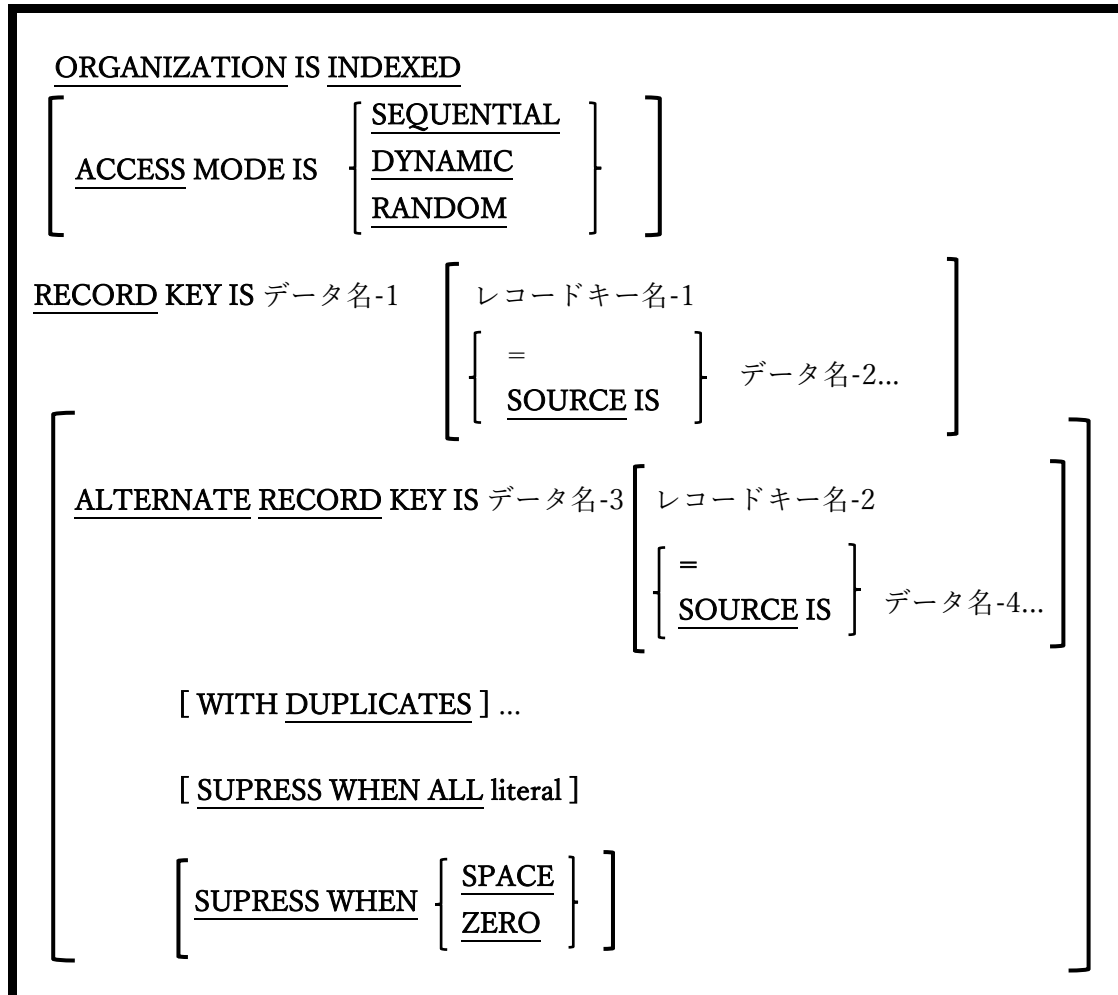 ORGANIZATION IS INDEXED
SEQUENTIAL
ACCESS MODE IS DYNAMIC
RANDOM
RECORD KEY IS データ名-1 レコードキー名-1
=
SOURCE IS データ名-2...
ALTERNATE RECORD KEY IS データ名-3 レコードキー名-2
=
SOURCE IS データ名-4...
[ WITH DUPLICATES ] ...
[ SUPRESS WHEN ALL literal ]
SUPRESS WHEN SPACE
ZERO